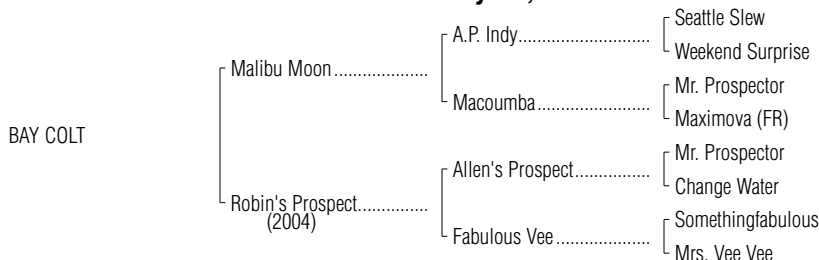 Seattle Slew
A.P. Indy
Weekend Surprise
Malibu Moon
Mr. Prospector
Macoumba
Maximova (FR)
BAY COLT
Mr. Prospector
Allen's Prospect
Change Water
Robin's Prospect
(2004)
Somethingfabulous
Fabulous Vee
Mrs. Vee Vee